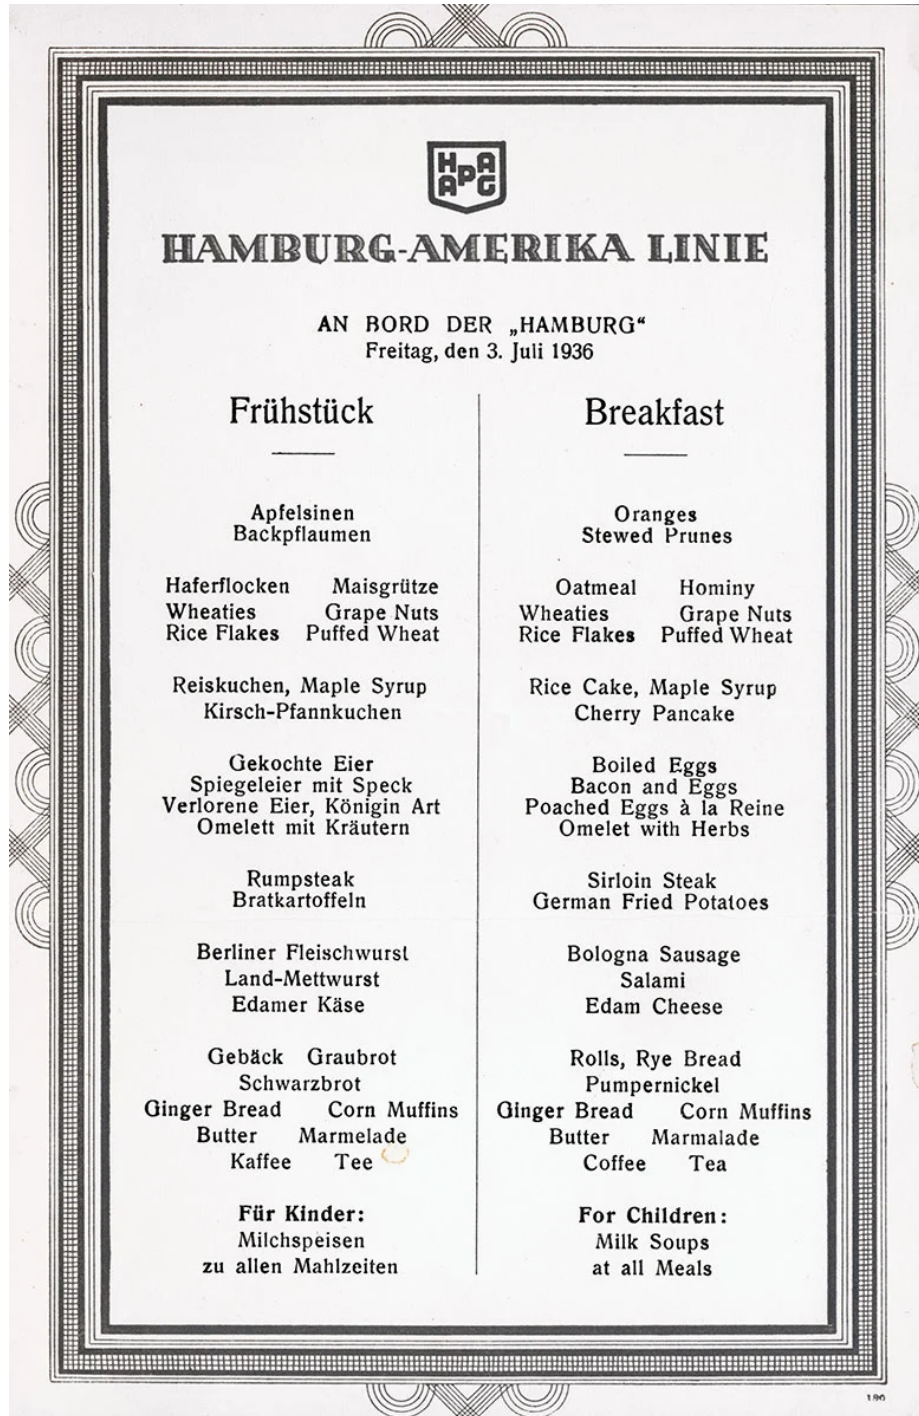 HAPAG
HAMBURG-AMERIKA LINIE
AN BORD DER „HAMBURG“
Freitag, den 3. Juli 1936
Frühstück
Apfelsinen
Backpflaumen
Haferflocken Maisgrütze
Wheaties Grape Nuts
Rice Flakes Puffed Wheat
Reiskuchen, Maple Syrup
Kirsch-Pfannkuchen
Gekochte Eier
Spiegeleier mit Speck
Verlorene Eier, Königin Art
Omelett mit Kräutern
Rumpsteak
Bratkartoffeln
Berliner Fleischwurst
Land-Mettwurst
Edamer Käse
Gebäck Graubrot
Schwarzbrot
Ginger Bread Corn Muffins
Butter Marmelade
Kaffee Tee
Für Kinder:
Milchspeisen
zu allen Mahlzeiten
Breakfast
Oranges
Stewed Prunes
Oatmeal Hominy
Wheaties Grape Nuts
Rice Flakes Puffed Wheat
Rice Cake, Maple Syrup
Cherry Pancake
Boiled Eggs
Bacon and Eggs
Poached Eggs à la Reine
Omelet with Herbs
Sirloin Steak
German Fried Potatoes
Bologna Sausage
Salami
Edam Cheese
Rolls, Rye Bread
Pumpernickel
Ginger Bread Corn Muffins
Butter Marmalade
Coffee Tea
For Children:
Milk Soups
at all Meals